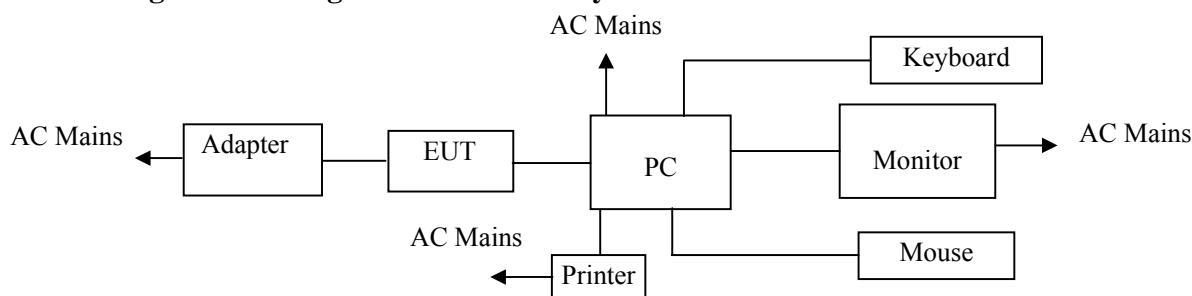 AC Mains
Keyboard
AC Mains
Adapter
EUT
PC
Monitor
AC Mains
AC Mains
Printer
Mouse